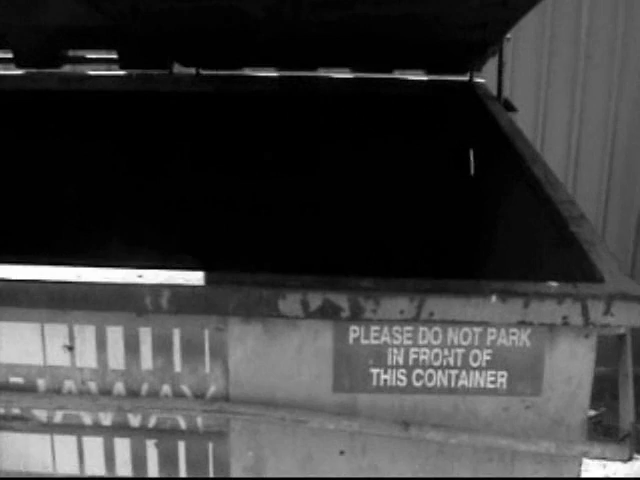 PLEASE DO NOT PARK
IN FRONT OF
THIS CONTAINER